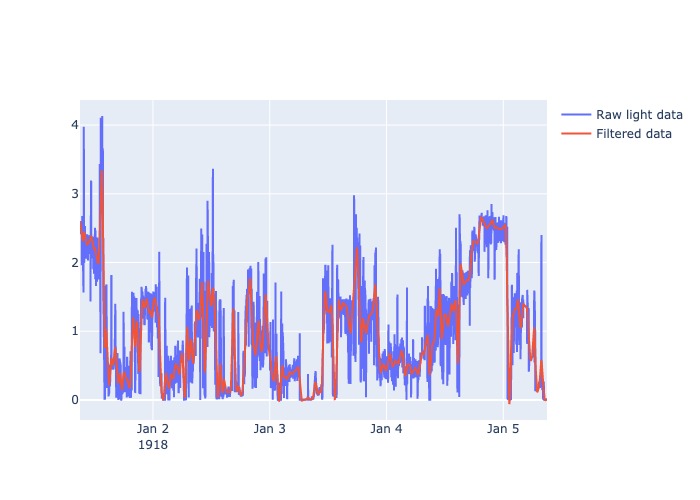 Raw light data
Filtered data
4
3
2
1
0
Jan 2
1918
Jan 3
Jan 4
Jan 5